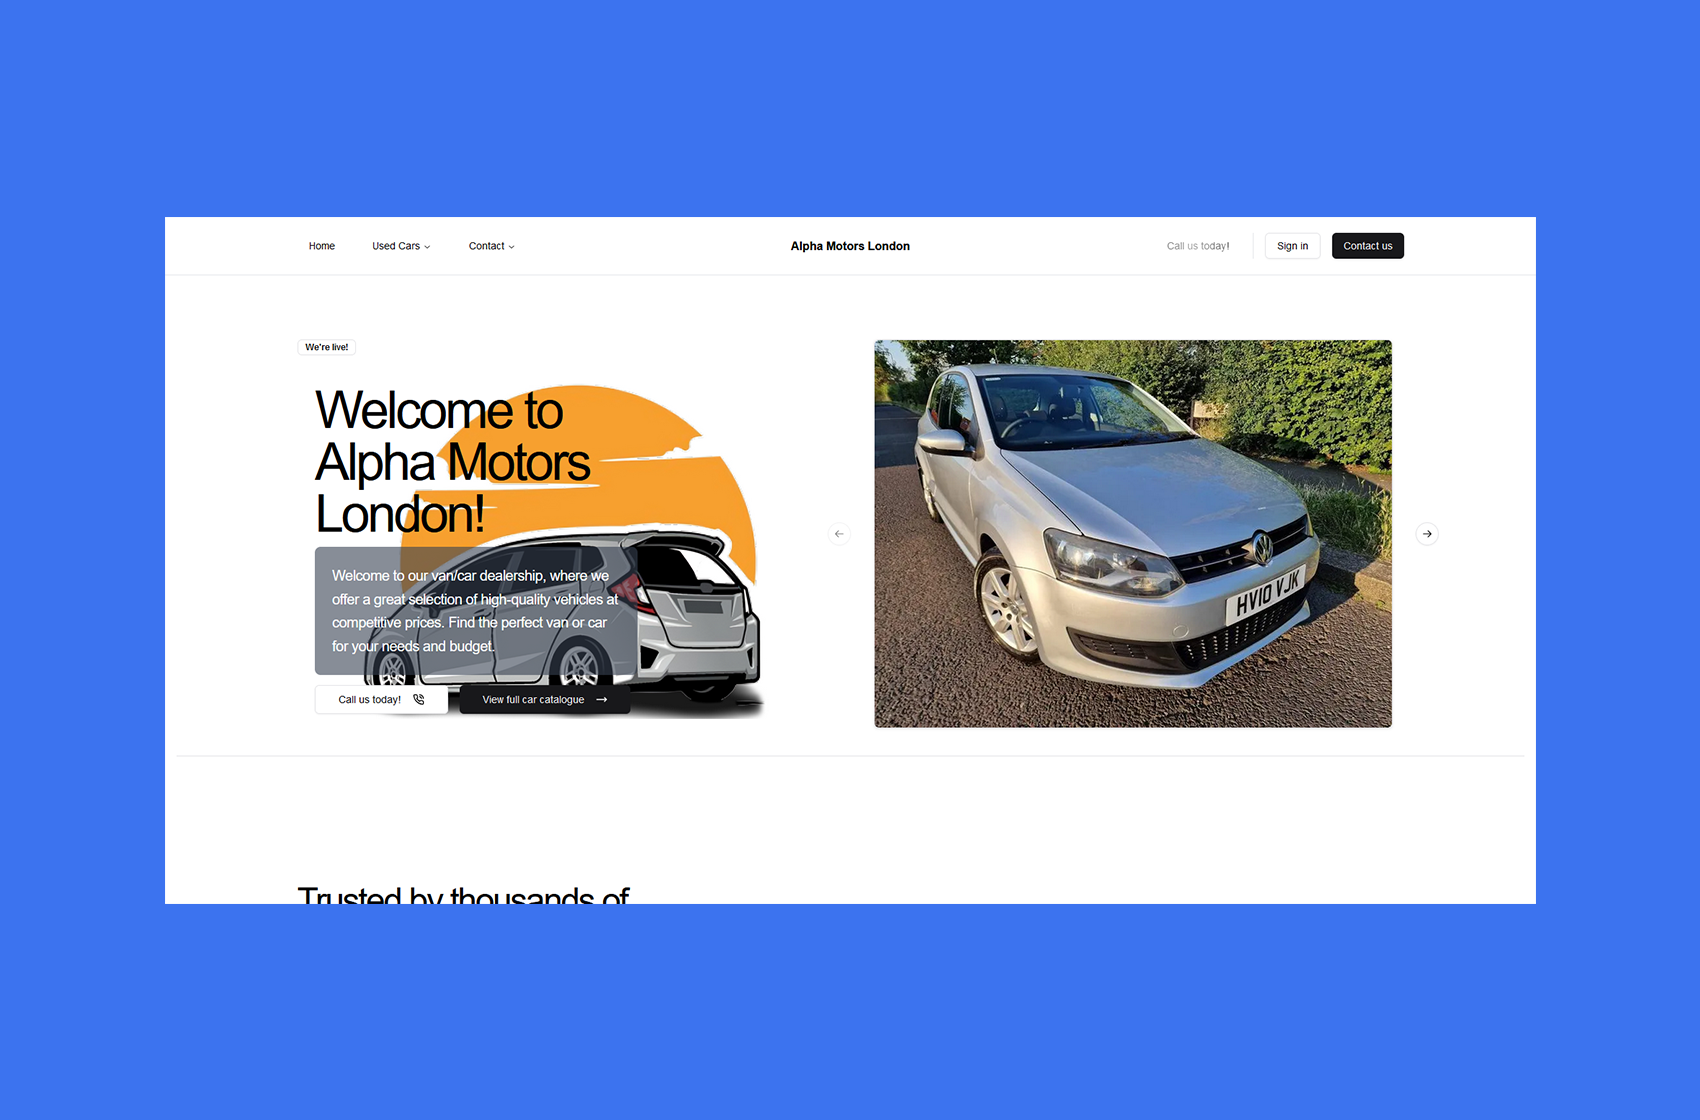 Home
Used Cars
Contact
Alpha Motors London
Call us today!
Sign in
Contact us
We're live!
Welcome to
Alpha Motors
London!
Welcome to our van/car dealership, where we
offer a great selection of high-quality vehicles at
competitive prices. Find the perfect van or car
for your needs and budget.
Call us today!
View full car catalogue
HV10 VJK
Trusted by thousands of